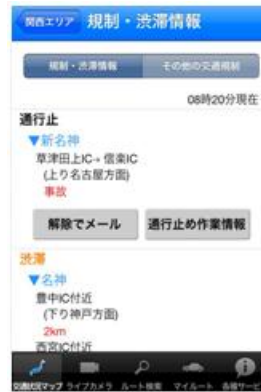 関西エリア
規制・渋滞情報
規制・渋滞情報
その他の交通規制
08時20分現在
通行止
▼新名神
草津田上IC→信楽IC
(上り名古屋方面)
事故
解除でメール
通行止め作業情報
渋滞
▼名神
豊中IC付近
(下り神戸方面)
2km
西宮IC付近
交通状況マップ
ライブカメラ
ルート検索
マイルート
各種サービス